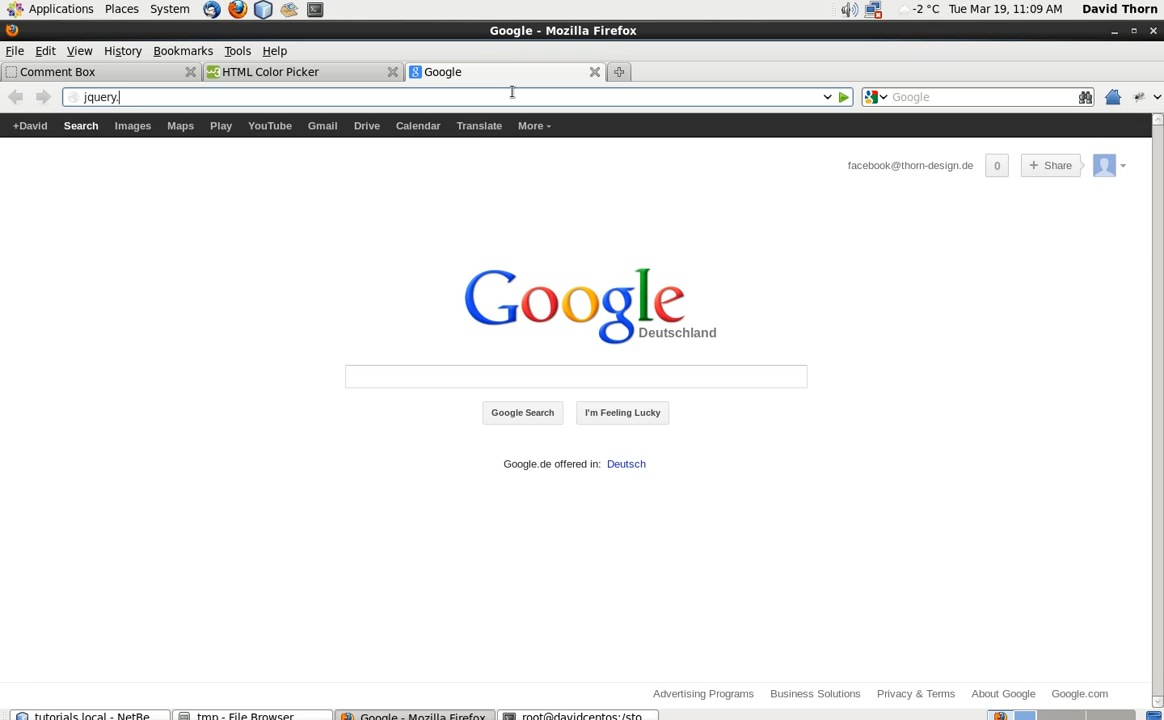 Applications Places System -2 °C Tue Mar 19, 11:09 AM David Thorn
Google - Mozilla Firefox
File Edit View History Bookmarks Tools Help
Comment Box HTML Color Picker Google
jquery. Google
+David Search Images Maps Play YouTube Gmail Drive Calendar Translate More
facebook@thorn-design.de 0 + Share
Google
Deutschland
Google Search I'm Feeling Lucky
Google.de offered in: Deutsch
Advertising Programs Business Solutions Privacy & Terms About Google Google.com
tutorials.local - NetBe... tmp - File Browser Google - Mozilla Firefox root@davidcentos:/sto...